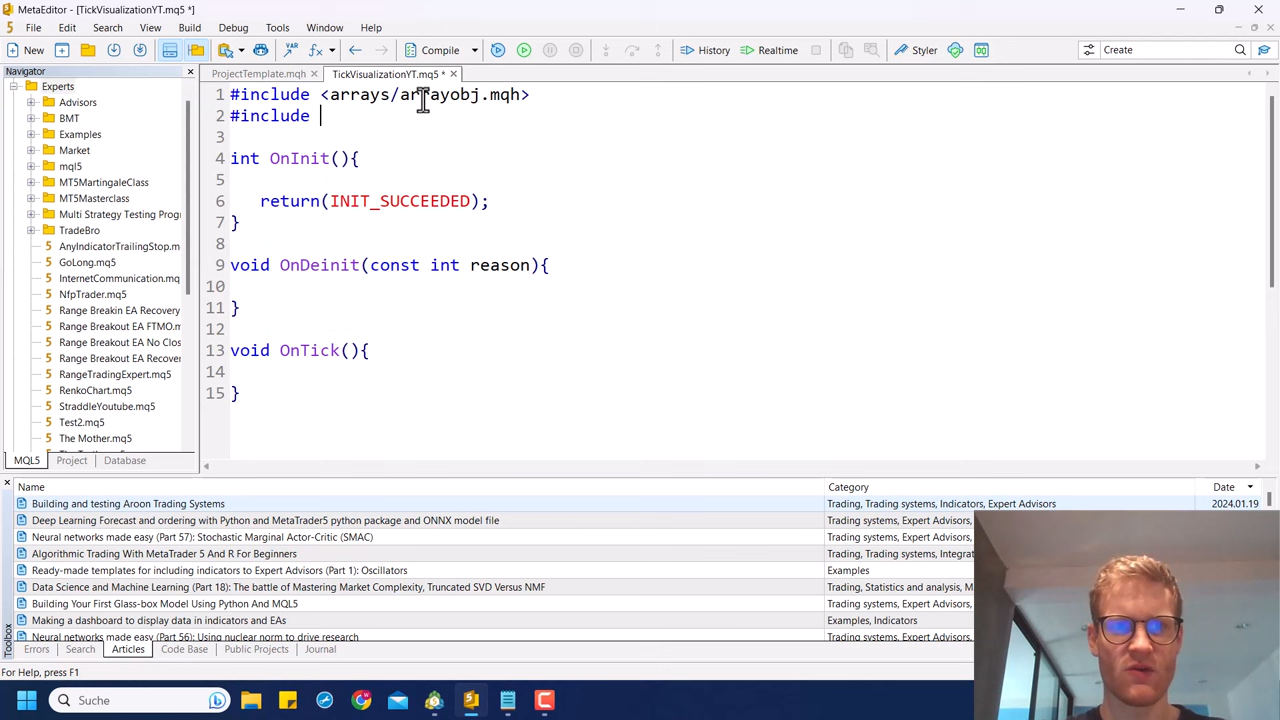 MetaEditor - [TickVisualizationYT.mq5 *]
File Edit Search View Build Debug Tools Window Help
New Compile History Realtime Styler Create
Navigator
ProjectTemplate.mqh
TickVisualizationYT.mq5 *
Experts
Advisors
BMT
Examples
Market
mql5
MT5MartingaleClass
MT5Masterclass
Multi Strategy Testing Prog
TradeBro
AnyIndicatorTrailingStop.m
GoLong.mq5
InternetCommunication.mq
NfpTrader.mq5
Range Breakin EA Recovery
Range Breakout EA FTMO.m
Range Breakout EA No Clos
Range Breakout EA Recove
RangeTradingExpert.mq5
RenkoChart.mq5
StraddleYoutube.mq5
Test2.mq5
The Mother.mq5
MQL5 Project Database
1 #include <arrays/arrayobj.mqh>
2 #include
3
4 int OnInit(){
5
6 return(INIT_SUCCEEDED);
7 }
8
9 void OnDeinit(const int reason){
10
11 }
12
13 void OnTick(){
14
15 }
Name Category Date
Building and testing Aroon Trading Systems Trading, Trading systems, Indicators, Expert Advisors 2024.01.19
Deep Learning Forecast and ordering with Python and MetaTrader5 python package and ONNX model file Trading systems, Expert Advisors,
Neural networks made easy (Part 57): Stochastic Marginal Actor-Critic (SMAC) Trading systems, Expert Advisors,
Algorithmic Trading With MetaTrader 5 And R For Beginners Trading, Trading systems, Integrat
Ready-made templates for including indicators to Expert Advisors (Part 1): Oscillators Examples
Data Science and Machine Learning (Part 18): The battle of Mastering Market Complexity, Truncated SVD Versus NMF Trading, Statistics and analysis, M
Building Your First Glass-box Model Using Python And MQL5 Trading systems, Expert Advisors,
Making a dashboard to display data in indicators and EAs Examples, Indicators
Neural networks made easy (Part 56): Using nuclear norm to drive research Trading systems, Expert Advisors,
Toolbox
Errors Search Articles Code Base Public Projects Journal
For Help, press F1
Suche